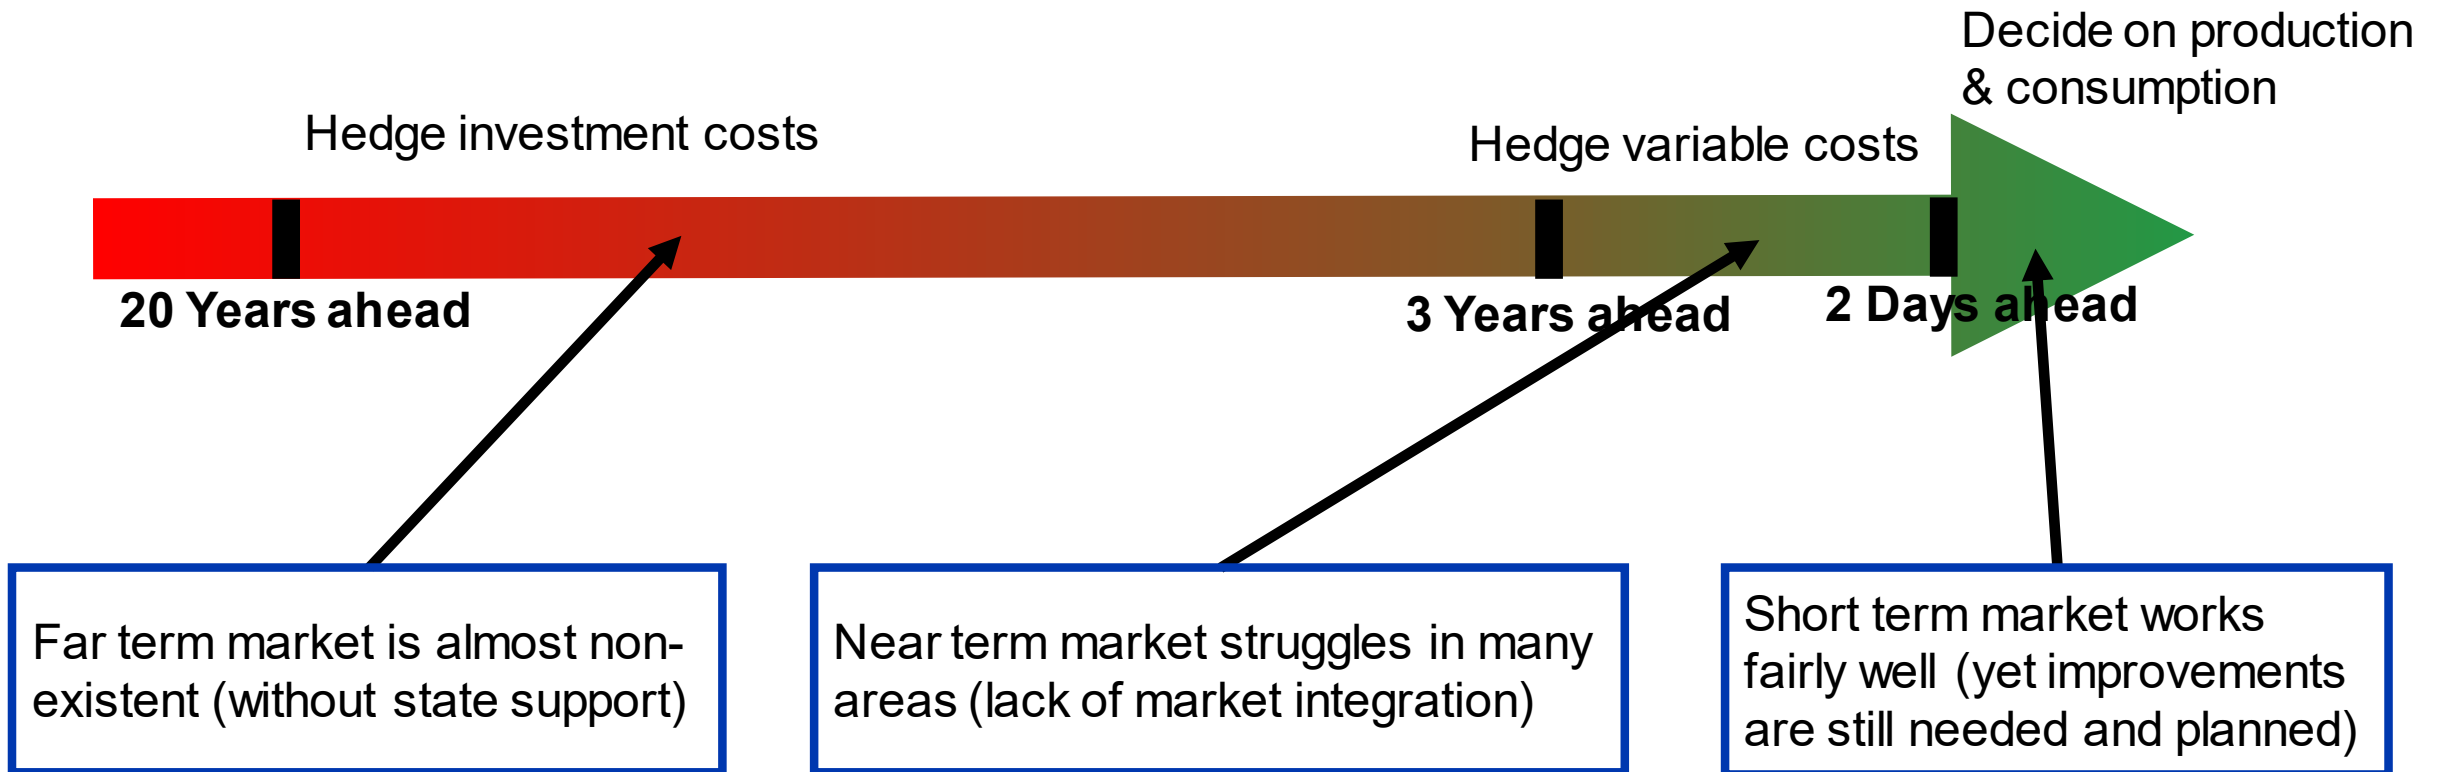 Decide on production
& consumption
Hedge investment costs
Hedge variable costs
20 Years ahead
3 Years ahead
2 Days ahead
Far term market is almost non-
existent (without state support)
Near term market struggles in many
areas (lack of market integration)
Short term market works
fairly well (yet improvements
are still needed and planned)